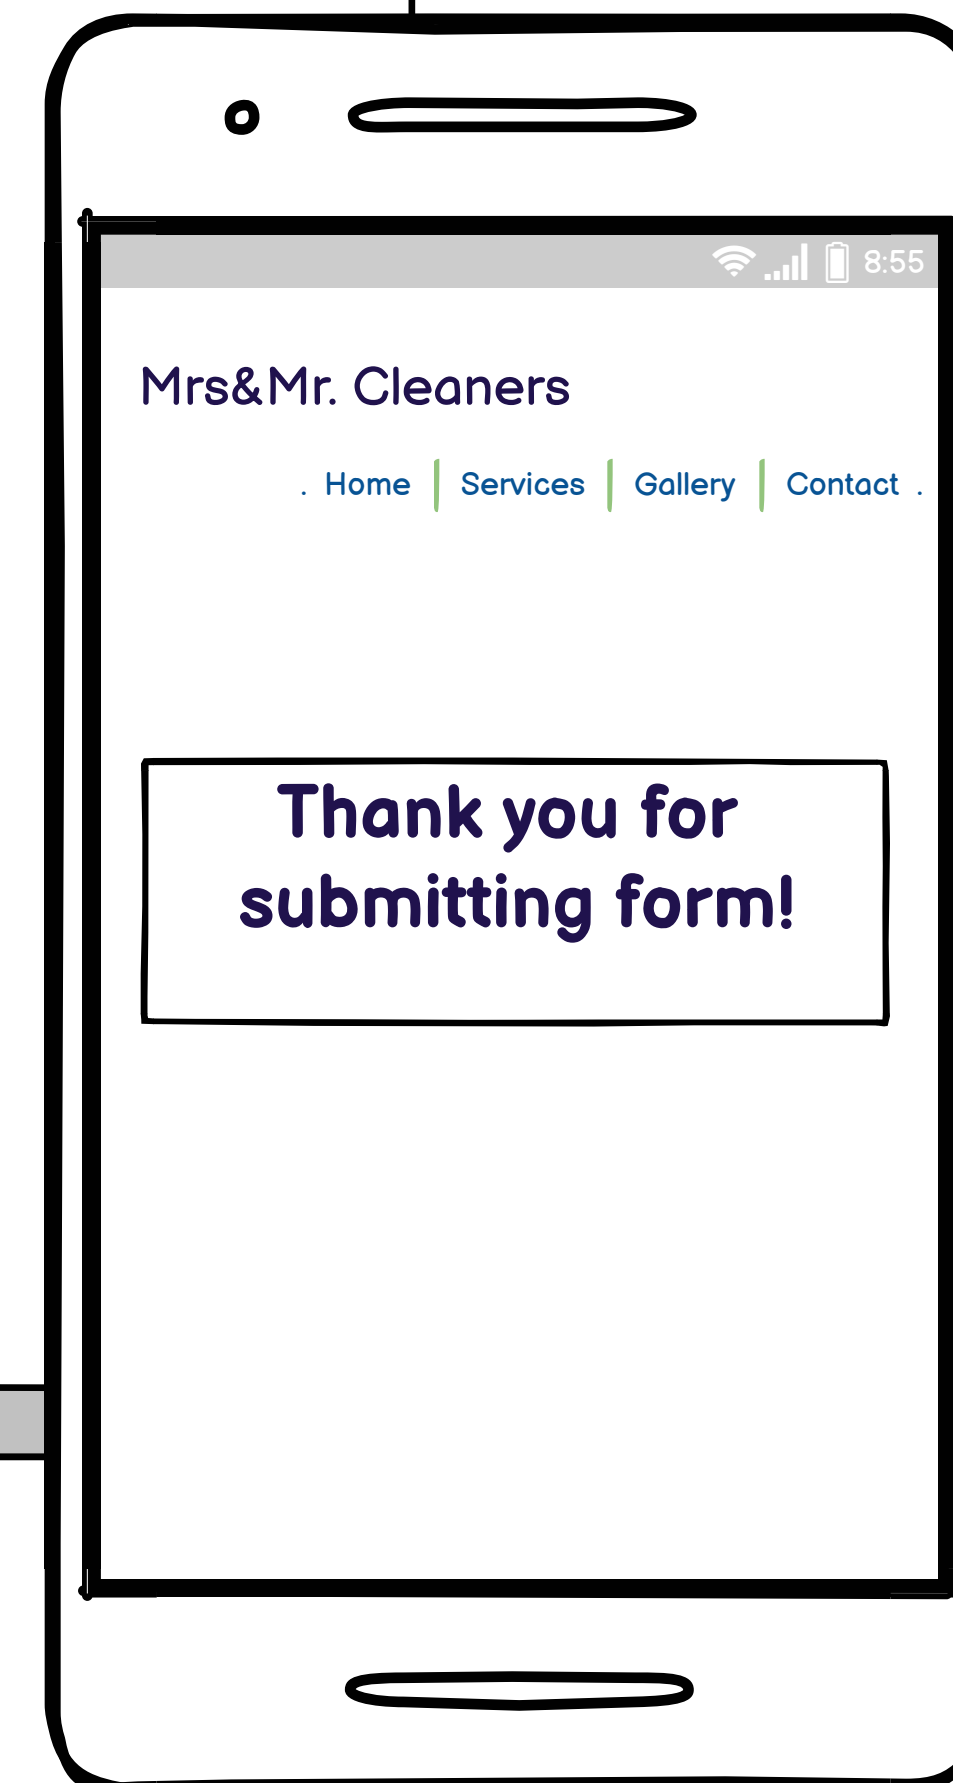 8:55
Mrs&Mr. Cleaners
. Home | Services | Gallery | Contact .
Thank you for
submitting form!